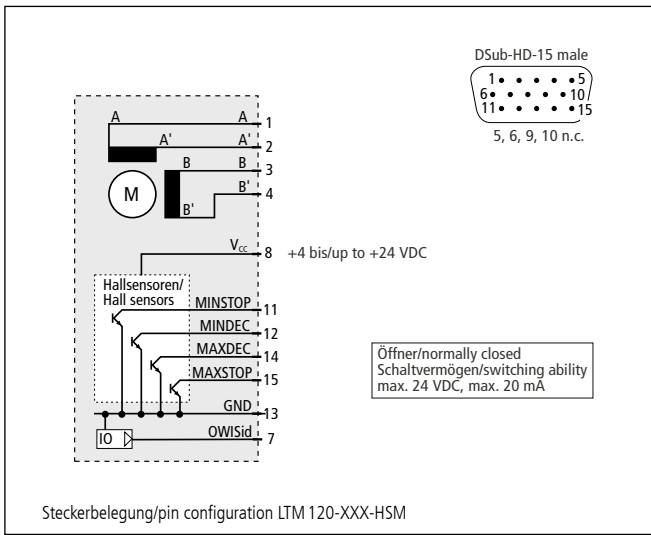 DSub-HD-15 male
1 5
6 10
11 15
5, 6, 9, 10 n.c.
A A 1
A' A' 2
B B 3
M
B' B' 4
Vcc 8 +4 bis/up to +24 VDC
Hallsensoren/
Hall sensors
MINSTOP 11
MINDEC 12
MAXDEC 14
MAXSTOP 15
GND 13
IO OWISid 7
Öffner/normally closed
Schaltvermögen/switching ability
max. 24 VDC, max. 20 mA
Steckerbelegung/pin configuration LTM 120-XXX-HSM